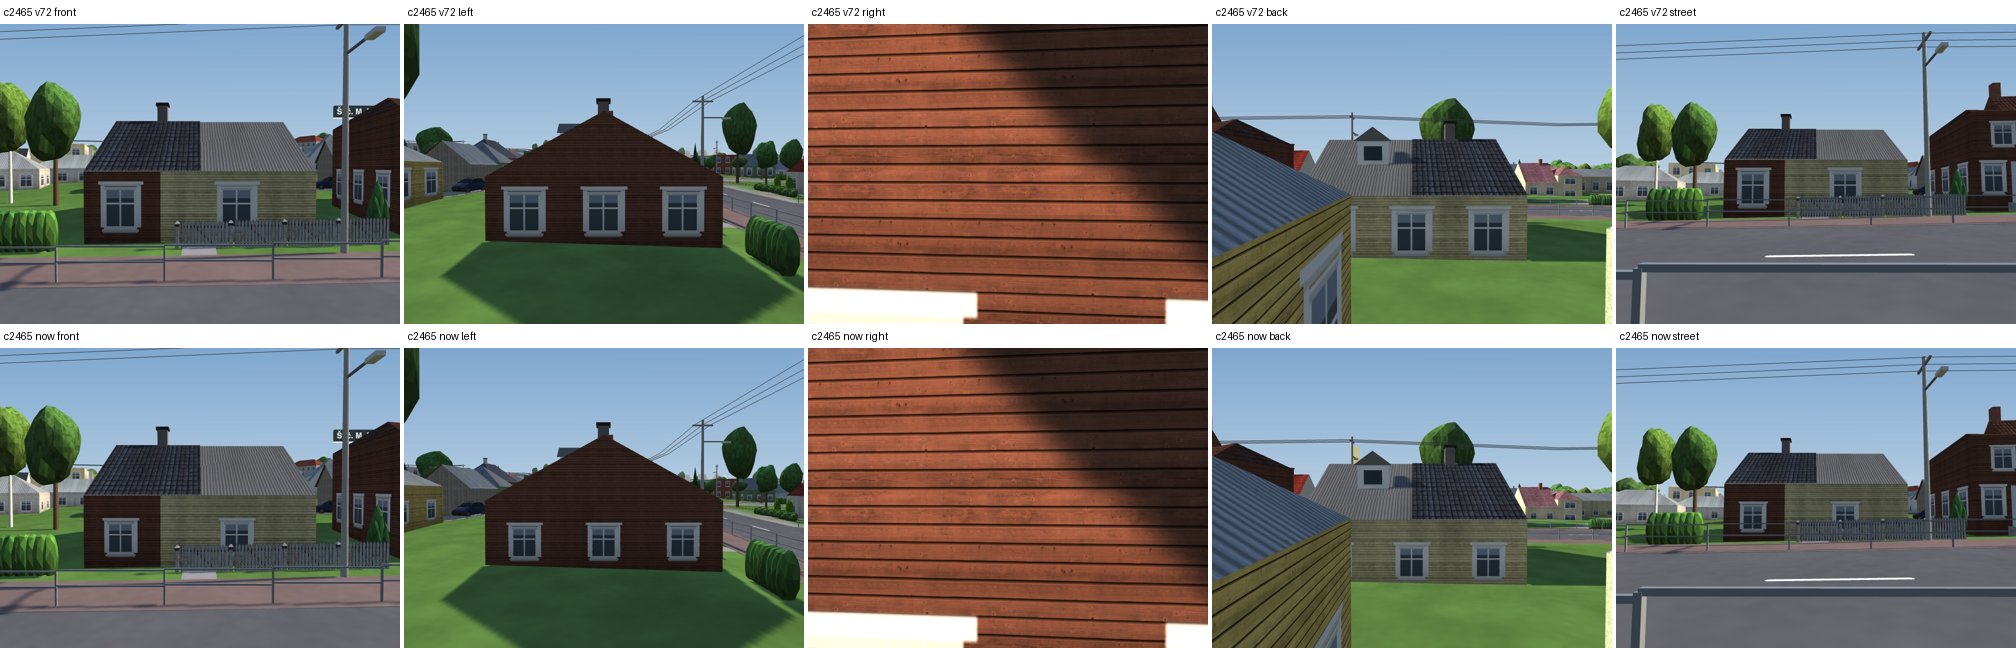 c2465 v72 front
c2465 v72 left
c2465 v72 right
c2465 v72 back
c2465 v72 street
c2465 now front
c2465 now left
c2465 now right
c2465 now back
c2465 now street